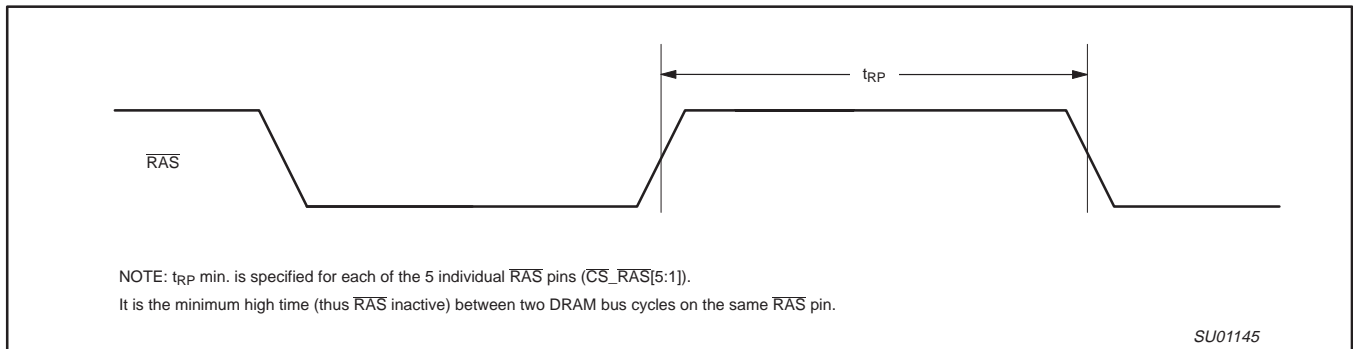 tRP
RAS
NOTE: tRP min. is specified for each of the 5 individual RAS pins (CS_RAS[5:1]).
It is the minimum high time (thus RAS inactive) between two DRAM bus cycles on the same RAS pin.
SU01145